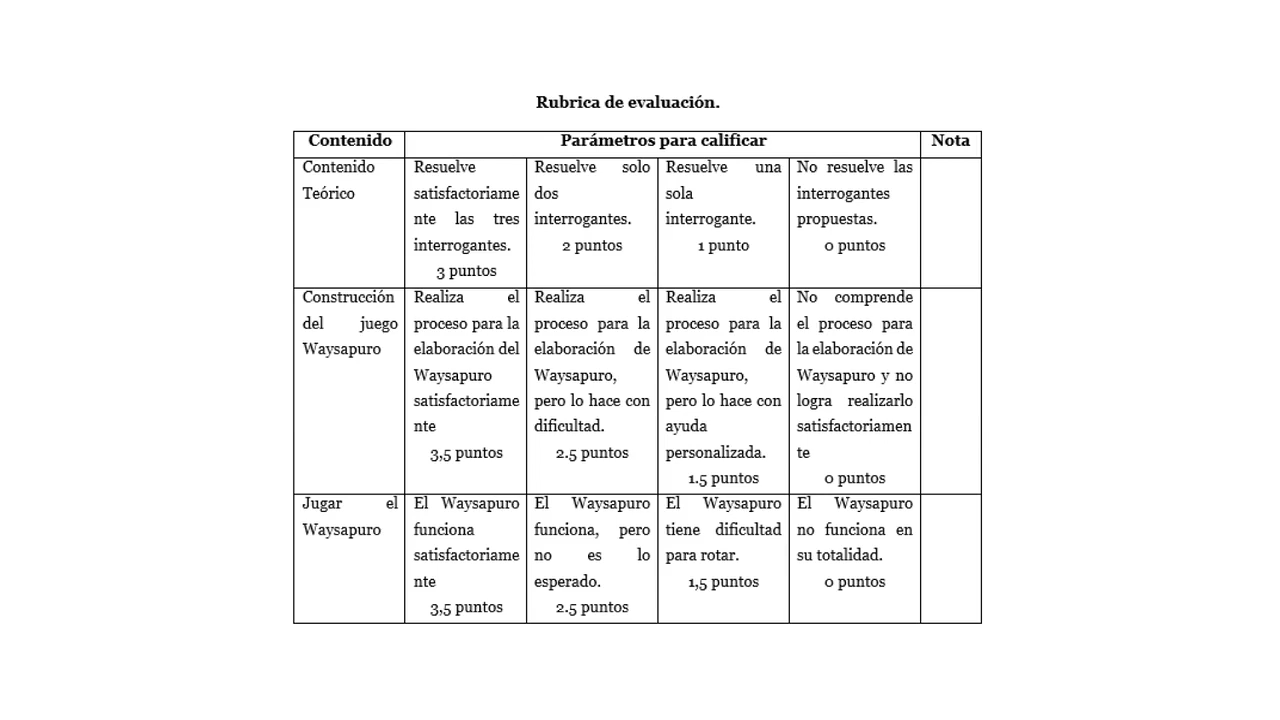 Rubrica de evaluación.
Contenido Parámetros para calificar Nota
Contenido
Teórico
Resuelve
satisfactoriame
nte las tres
interrogantes.
3 puntos
Resuelve solo
dos
interrogantes.
2 puntos
Resuelve una
sola
interrogante.
1 punto
No resuelve las
interrogantes
propuestas.
0 puntos
Construcción
del juego
Waysapuro
Realiza el
proceso para la
elaboración del
Waysapuro
satisfactoriame
nte
3,5 puntos
Realiza el
proceso para la
elaboración de
Waysapuro,
pero lo hace con
dificultad.
2.5 puntos
Realiza el
proceso para la
elaboración de
Waysapuro,
pero lo hace con
ayuda
personalizada.
1.5 puntos
No comprende
el proceso para
la elaboración de
Waysapuro y no
logra realizarlo
satisfactoriamen
te
0 puntos
Jugar el
Waysapuro
El Waysapuro
funciona
satisfactoriame
nte
3,5 puntos
El Waysapuro
funciona, pero
no es lo
esperado.
2.5 puntos
El Waysapuro
tiene dificultad
para rotar.
1,5 puntos
El Waysapuro
no funciona en
su totalidad.
0 puntos